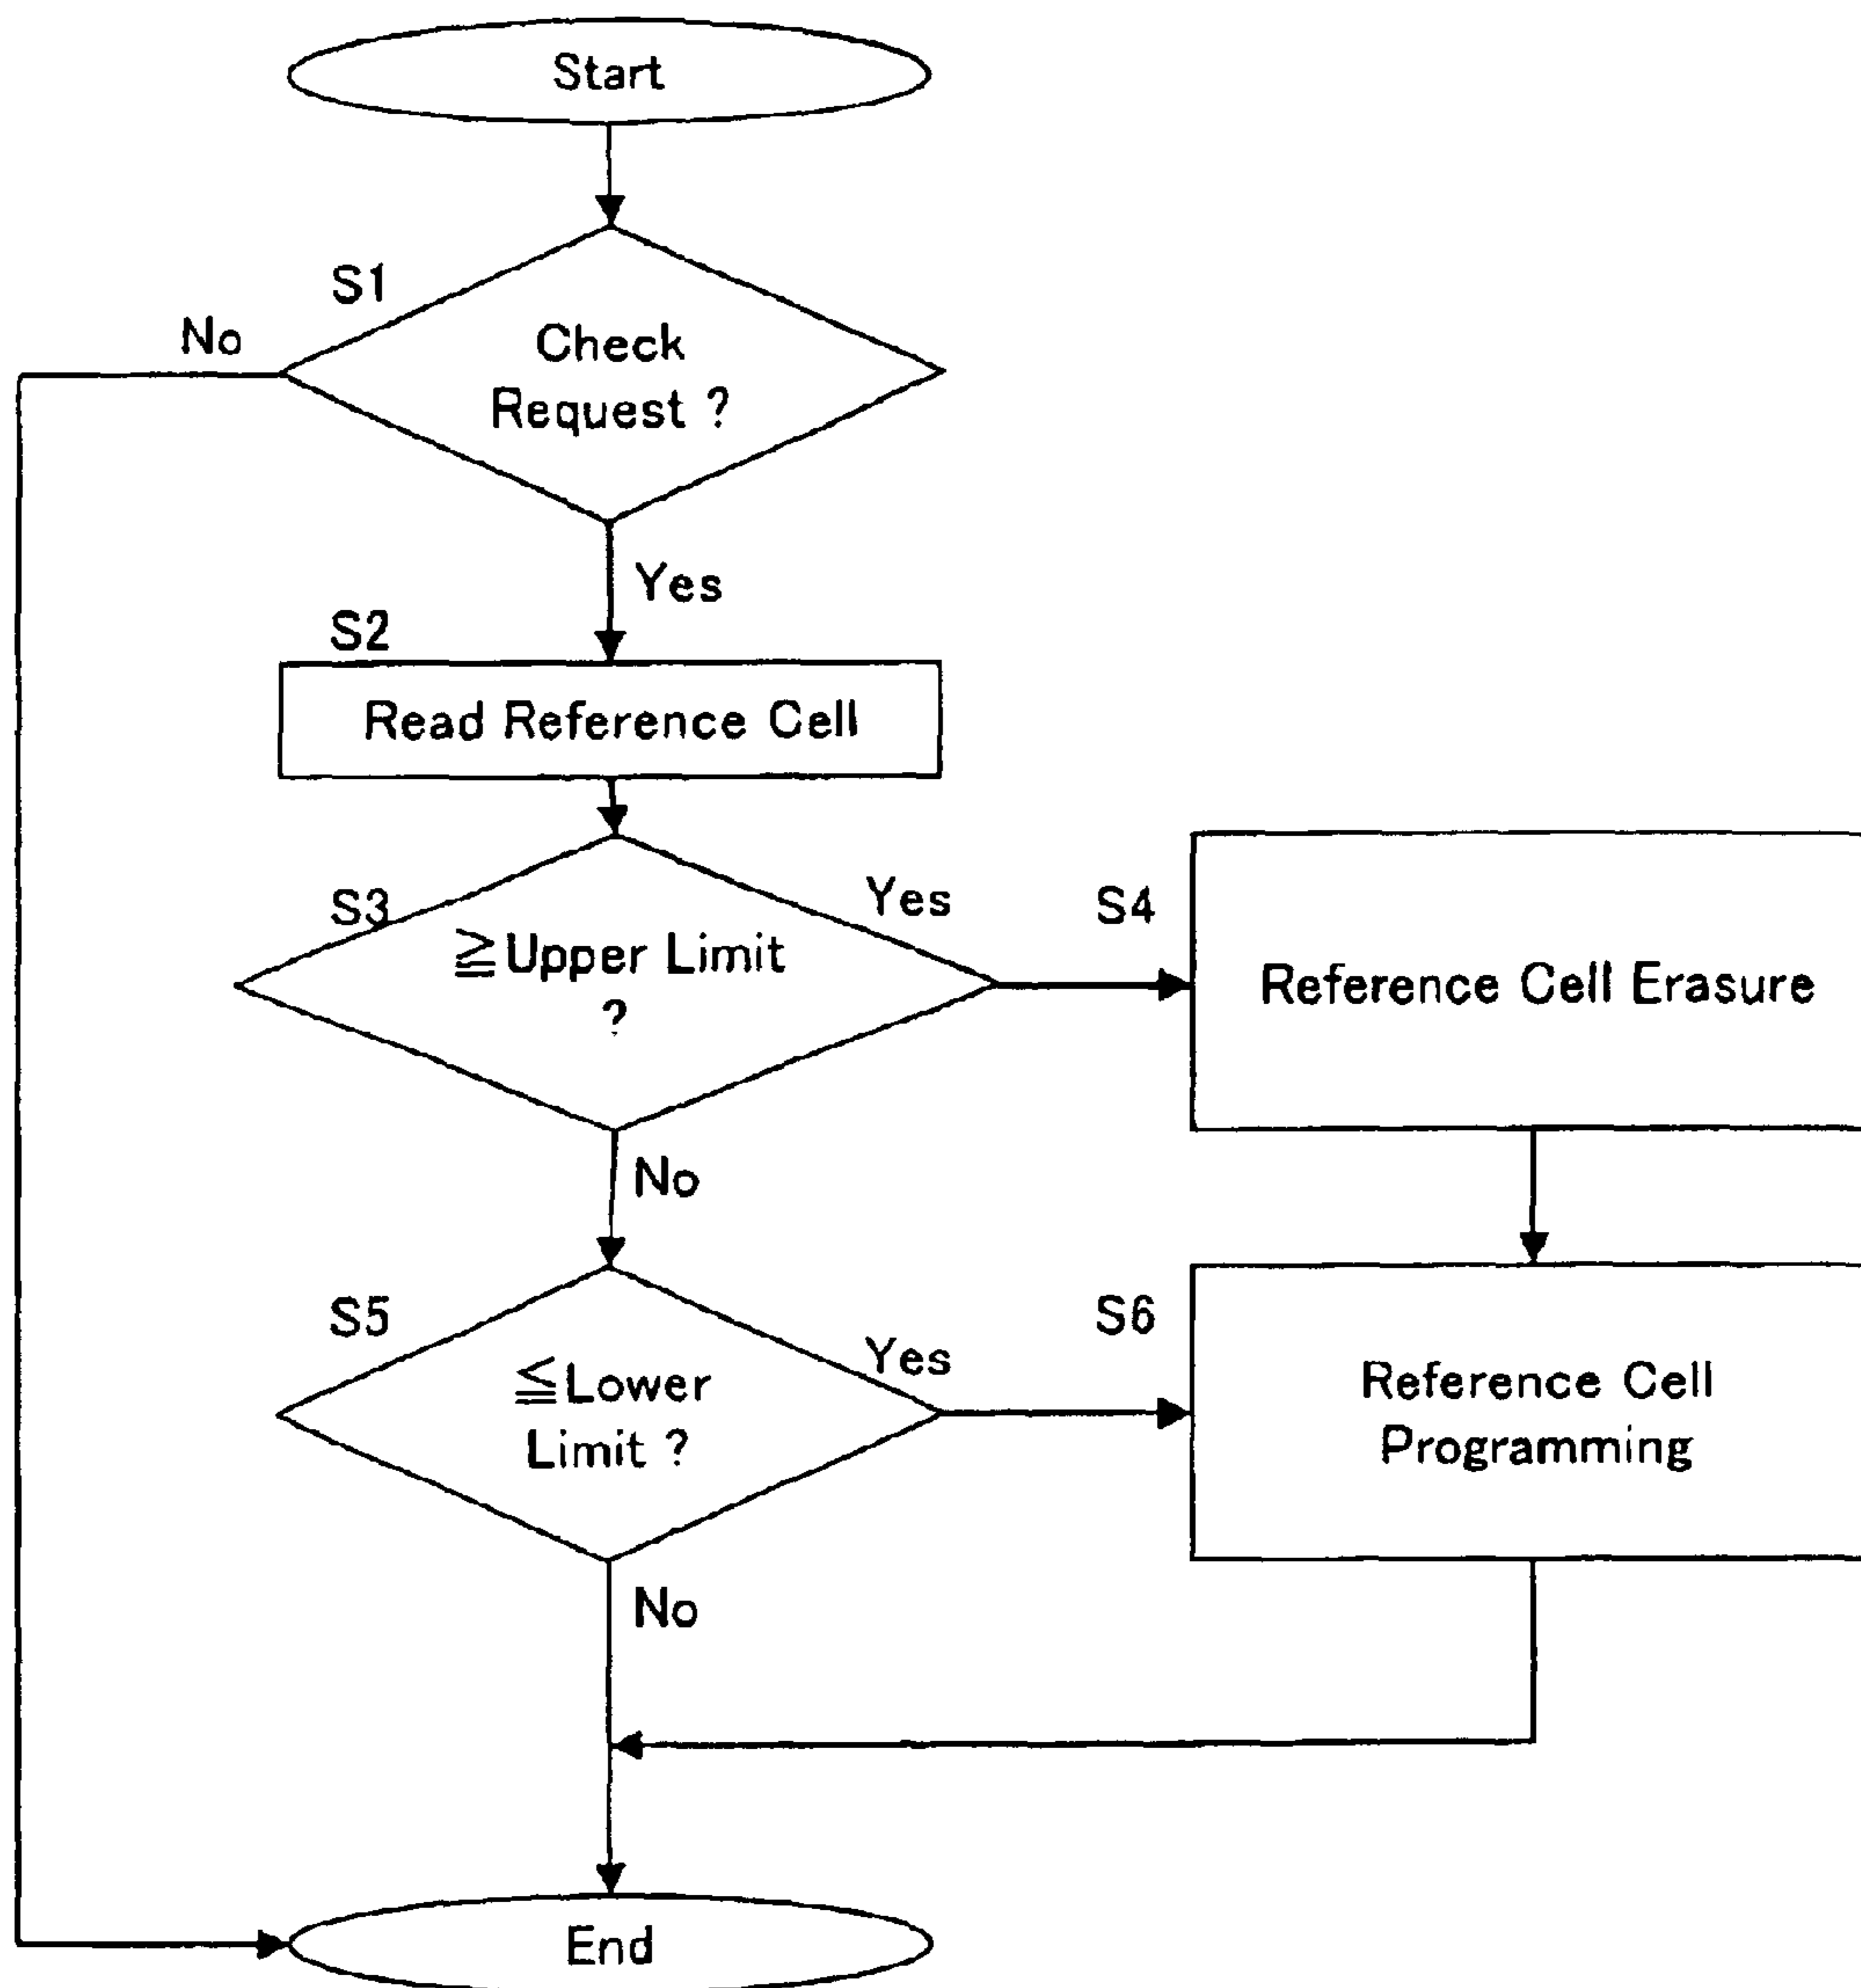 Start
S1
No
Check
Request ?
Yes
S2
Read Reference Cell
S3
Yes
≧Upper Limit
?
S4
Reference Cell Erasure
No
S5
Yes
≦Lower
Limit ?
S6
Reference Cell
Programming
No
End